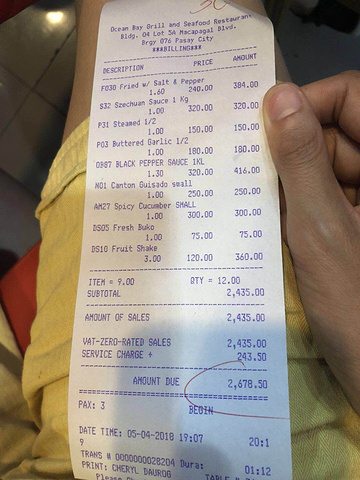 30
Ocean Bay Grill and Seafood Restaurant
Bldg. 04 Lot 5A Macapagal Blvd.
Brgy 076 Pasay City
###BILLING###
DESCRIPTION PRICE AMOUNT
F030 Fried w/ Salt & Pepper
1.60 240.00 384.00
S32 Szechuan Sauce 1 Kg
1.00 320.00 320.00
P31 Steamed 1/2
1.00 150.00 150.00
P03 Buttered Garlic 1/2
1.00 180.00 180.00
OB87 BLACK PEPPER SAUCE 1KL
1.30 320.00 416.00
N01 Canton Guisado small
1.00 250.00 250.00
AM27 Spicy Cucumber SMALL
1.00 300.00 300.00
DS05 Fresh Buko
1.00 75.00 75.00
DS10 Fruit Shake
3.00 120.00 360.00
ITEM = 9.00 QTY = 12.00
SUBTOTAL 2,435.00
AMOUNT OF SALES 2,435.00
VAT-ZERO-RATED SALES 2,435.00
SERVICE CHARGE + 243.50
AMOUNT DUE 2,678.50
PAX: 3 BEGIN
DATE TIME: 05-04-2018 19:07 20:1
9
TRANS # 0000000028204 Dura: 01:12
PRINT: CHERYL DAUROG TABLE #
Please